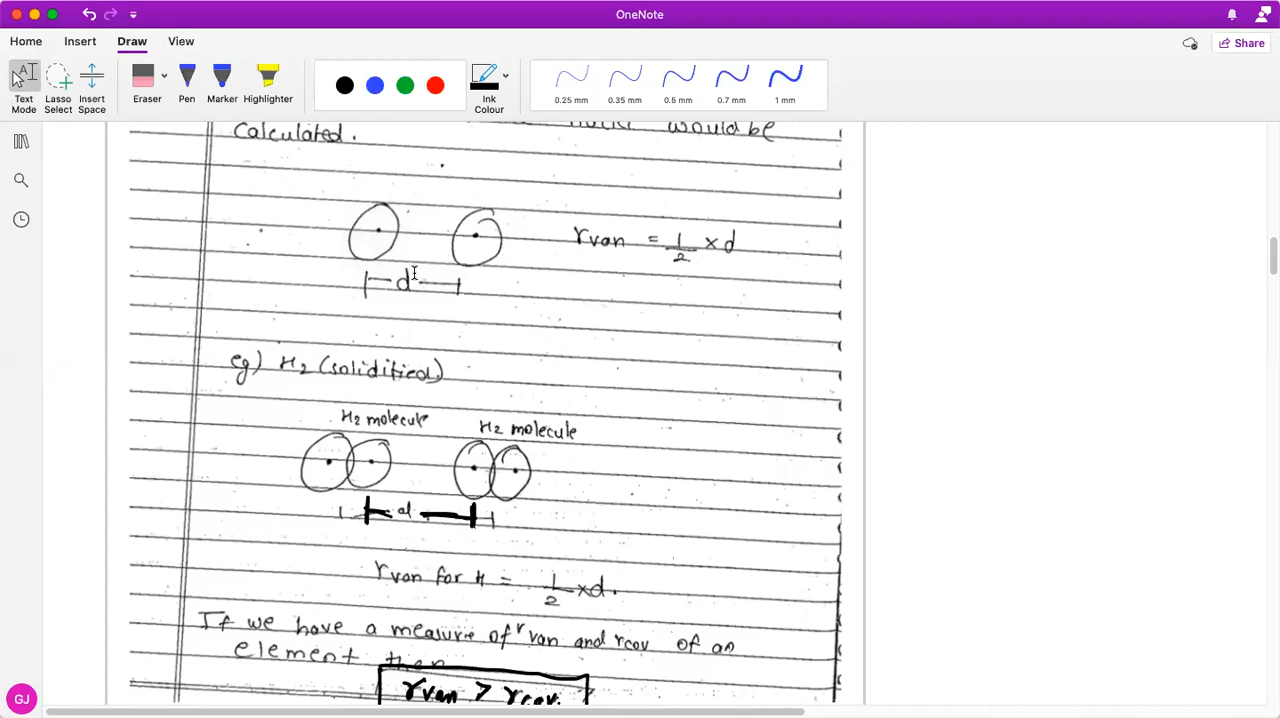 OneNote
Home Insert Draw View
Share
Text Mode
Lasso Select
Insert Space
Eraser
Pen
Marker
Highlighter
Ink Colour
0.25 mm
0.35 mm
0.5 mm
0.7 mm
1 mm
nuclei would be
Calculated.
rvan = 1/2 × d
d
eg) H2 (solidified)
H2 molecule H2 molecule
d
rvan for H = 1/2 × d.
If we have a measure of rvan and rcov of an
element then
rvan > rcov.
GJ